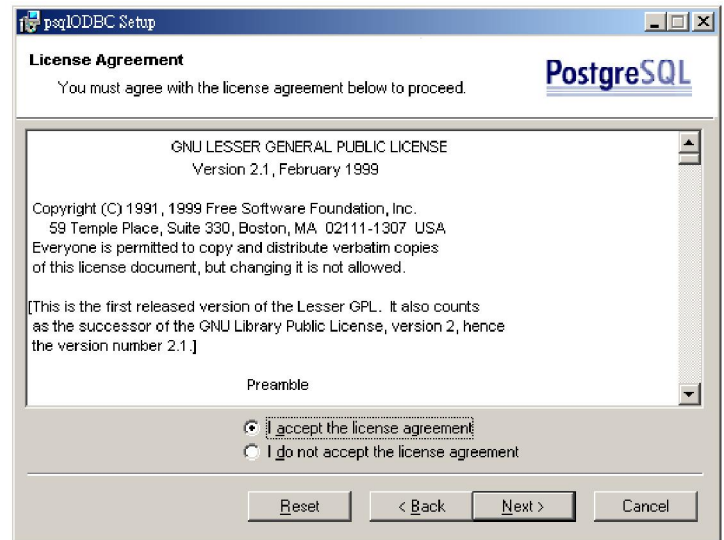 psqlODBC Setup
License Agreement
You must agree with the license agreement below to proceed.
PostgreSQL
GNU LESSER GENERAL PUBLIC LICENSE
Version 2.1, February 1999
Copyright (C) 1991, 1999 Free Software Foundation, Inc.
59 Temple Place, Suite 330, Boston, MA  02111-1307  USA
Everyone is permitted to copy and distribute verbatim copies
of this license document, but changing it is not allowed.
[This is the first released version of the Lesser GPL.  It also counts
as the successor of the GNU Library Public License, version 2, hence
the version number 2.1.]
Preamble
I accept the license agreement
I do not accept the license agreement
Reset
< Back
Next >
Cancel